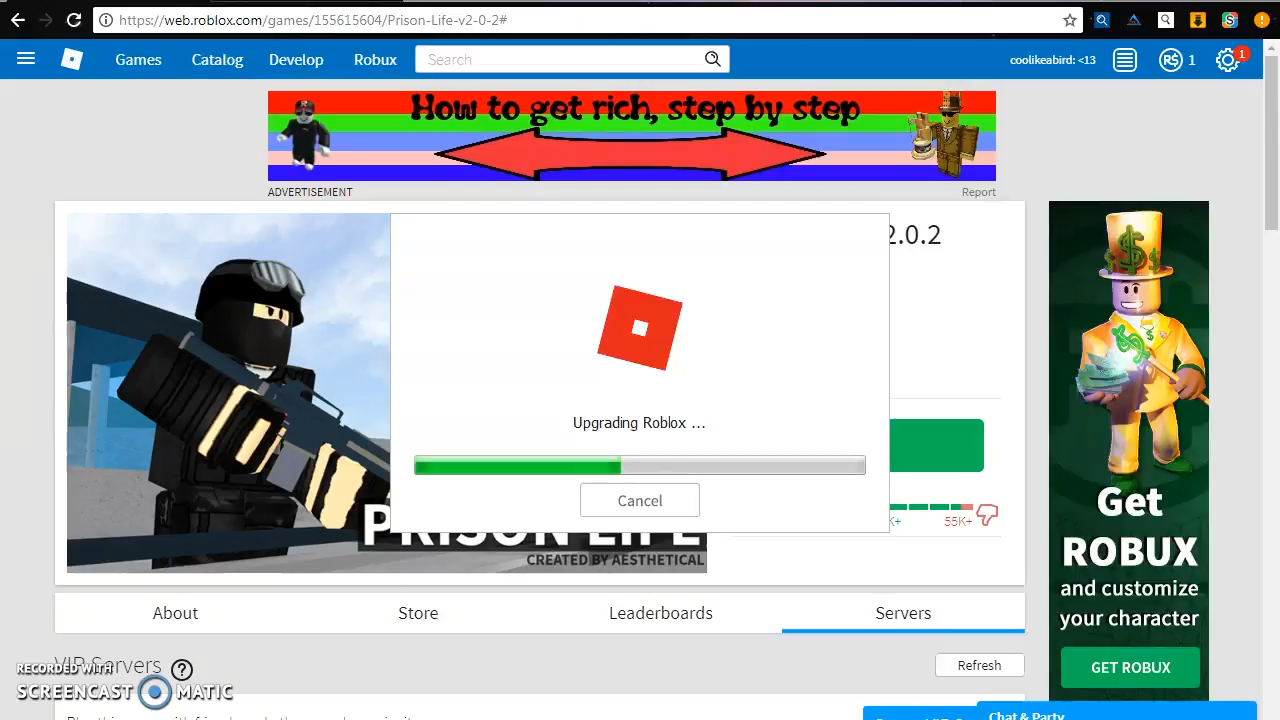 https://web.roblox.com/games/155615604/Prison-Life-v2-0-2#
Games
Catalog
Develop
Robux
Search
coolikeabird: <13
R$ 1
1
How to get rich, step by step
ADVERTISEMENT
Report
2.0.2
Upgrading Roblox ...
Cancel
K+
55K+
PRISON LIFE
CREATED BY AESTHETICAL
Get
ROBUX
and customize
your character
GET ROBUX
About
Store
Leaderboards
Servers
VIP Servers
?
Refresh
RECORDED WITH
SCREENCAST MATIC
Chat & Party